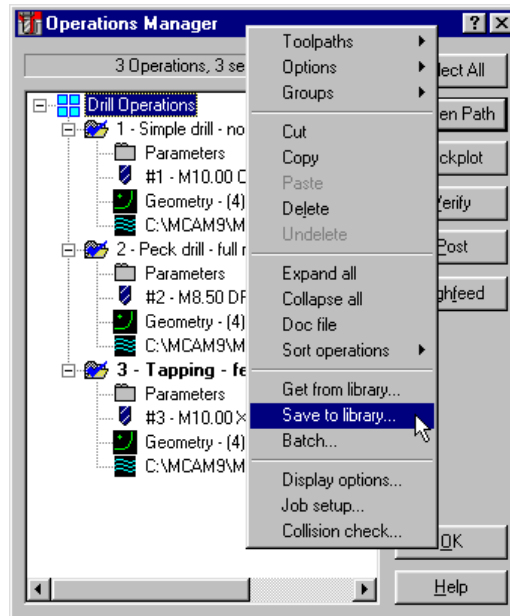 Operations Manager
3 Operations, 3 se
Drill Operations
1 - Simple drill - no
Parameters
#1 - M10.00
Geometry - (4)
C:\MCAM9\M
2 - Peck drill - full
Parameters
#2 - M8.50
Geometry - (4)
C:\MCAM9\M
3 - Tapping - fe
Parameters
#3 - M10.00
Geometry - (4)
C:\MCAM9\M
Toolpaths
Options
Groups
Cut
Copy
Paste
Delete
Undelete
Expand all
Collapse all
Doc file
Sort operations
Get from library...
Save to library...
Batch...
Display options...
Job setup...
Collision check...
lect All
en Path
ckplot
Verify
Post
ghfeed
OK
Help